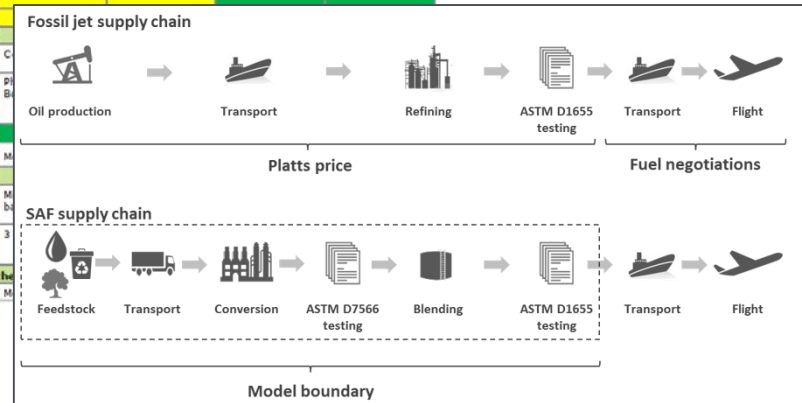 Fossil jet supply chain
Oil production
Transport
Refining
ASTM D1655
testing
Transport
Flight
Platts price
Fuel negotiations
SAF supply chain
Feedstock
Transport
Conversion
ASTM D7566
testing
Blending
ASTM D1655
testing
Transport
Flight
Model boundary
3